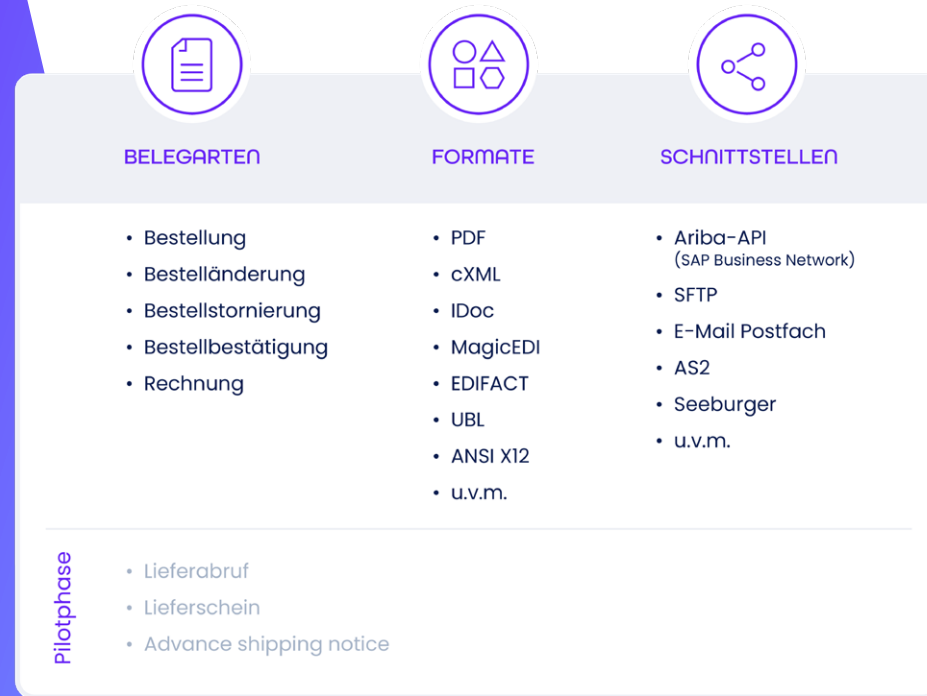 BELEGARTEN
FORMATE
SCHNITTSTELLEN
• Bestellung
• Bestelländerung
• Bestellstornierung
• Bestellbestätigung
• Rechnung
• PDF
• cXML
• IDoc
• MagicEDI
• EDIFACT
• UBL
• ANSI X12
• u.v.m.
• Ariba-API
(SAP Business Network)
• SFTP
• E-Mail Postfach
• AS2
• Seeburger
• u.v.m.
Pilotphase
• Lieferabruf
• Lieferschein
• Advance shipping notice